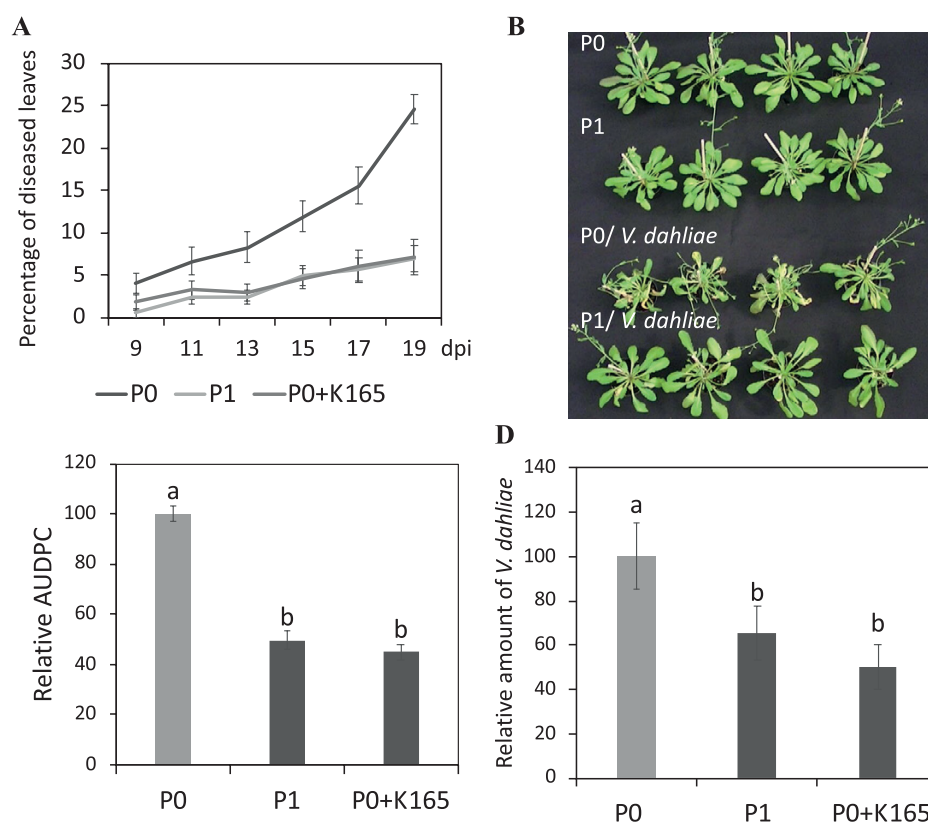 A
Percentage of diseased leaves
30
25
20
15
10
5
0
9 11 13 15 17 19 dpi
P0 P1 P0+K165
B
P0
P1
P0/ V. dahliae
P1/ V. dahliae
Relative AUDPC
120
100
80
60
40
20
0
a
b
b
P0 P1 P0+K165
D
Relative amount of V. dahliae
140
120
100
80
60
40
20
0
a
b
b
P0 P1 P0+K165